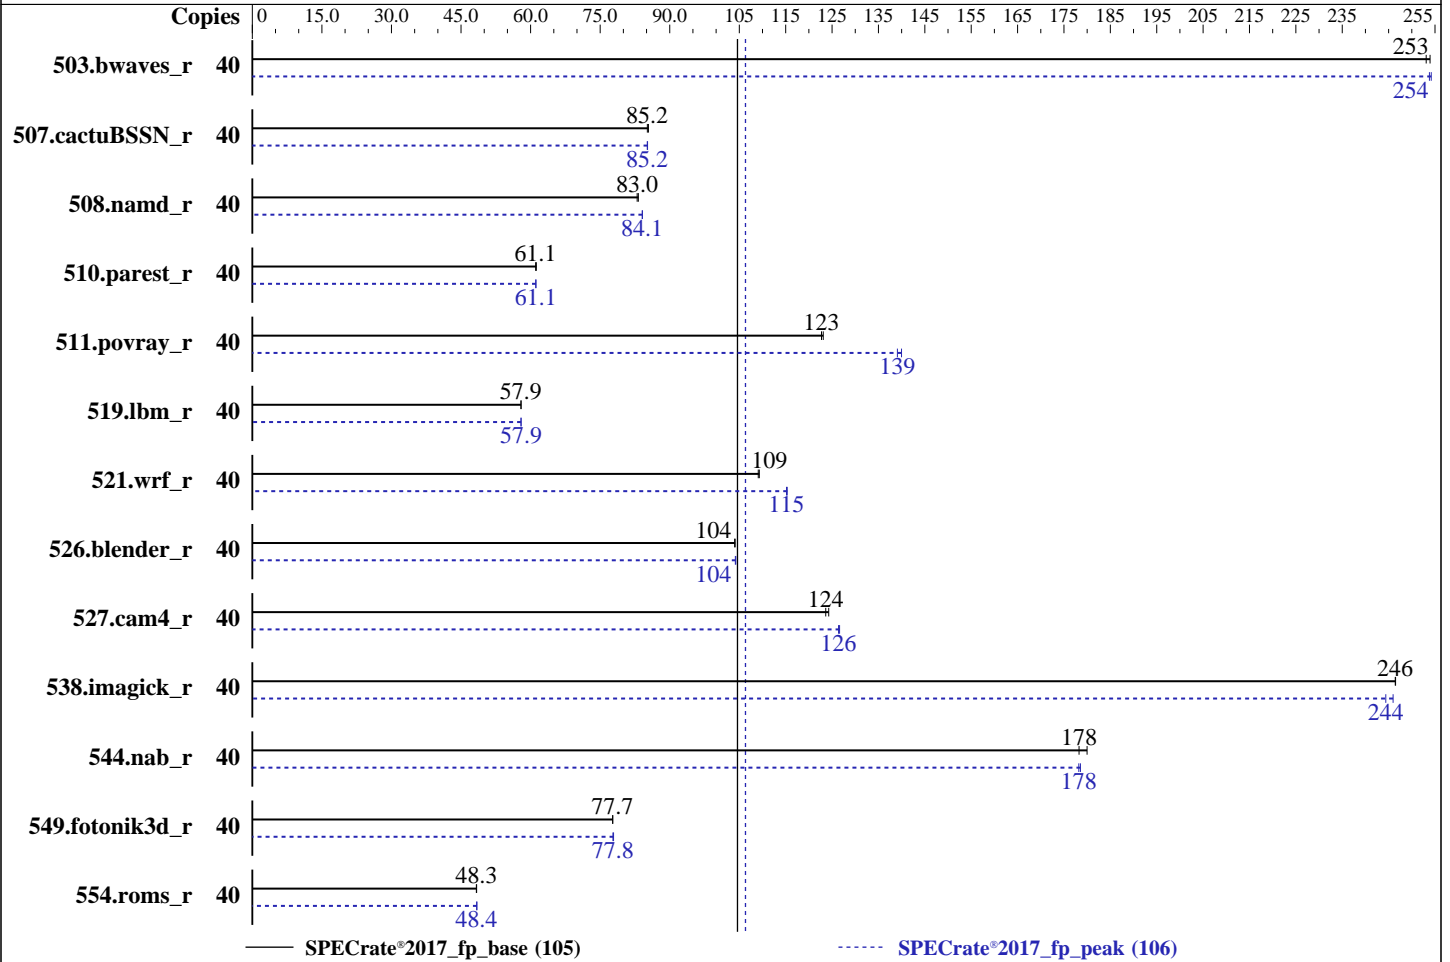 Copies 0 15.0 30.0 45.0 60.0 75.0 90.0 105 115 125 135 145 155 165 175 185 195 205 215 225 235 255
503.bwaves_r 40 253
254
507.cactuBSSN_r 40 85.2
85.2
508.namd_r 40 83.0
84.1
510.parest_r 40 61.1
61.1
511.povray_r 40 123
139
519.lbm_r 40 57.9
57.9
521.wrf_r 40 109
115
526.blender_r 40 104
104
527.cam4_r 40 124
126
538.imagick_r 40 246
244
544.nab_r 40 178
178
549.fotonik3d_r 40 77.7
77.8
554.roms_r 40 48.3
48.4
SPECrate®2017_fp_base (105) SPECrate®2017_fp_peak (106)